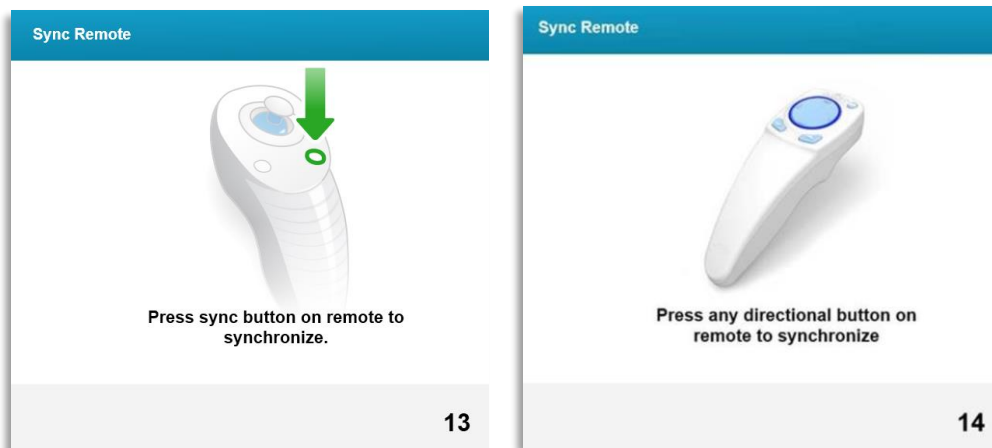 Sync Remote
Press sync button on remote to
synchronize.
13
Sync Remote
Press any directional button on
remote to synchronize
14